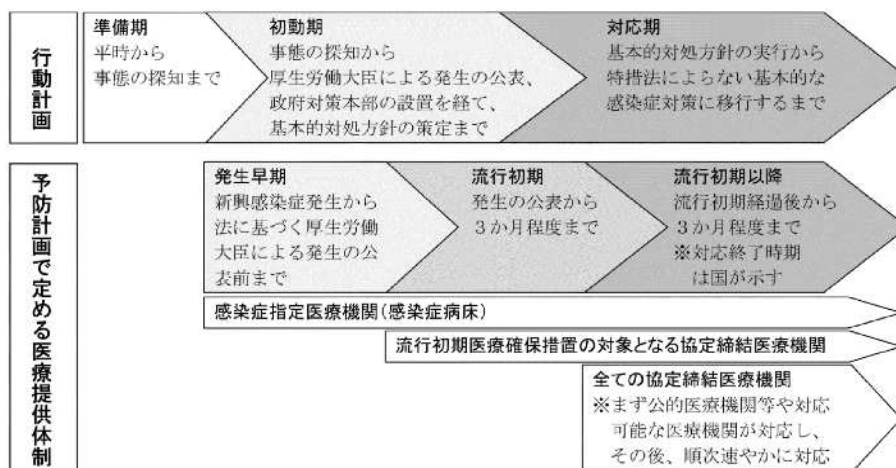 行動計画
準備期
平時から
事態の探知まで
初動期
事態の探知から
厚生労働大臣による発生の公表、
政府対策本部の設置を経て、
基本的対処方針の策定まで
対応期
基本的対処方針の実行から
特措法によらない基本的な
感染症対策に移行するまで
予防計画で定める医療提供体制
発生早期
新興感染症発生から
法に基づく厚生労働
大臣による発生の公
表前まで
流行初期
発生の公表から
３か月程度まで
流行初期以降
流行初期経過後から
３か月程度まで
※対応終了時期
は国が示す
感染症指定医療機関(感染症病床)
流行初期医療確保措置の対象となる協定締結医療機関
全ての協定締結医療機関
※まず公的医療機関等や対応
可能な医療機関が対応し、
その後、順次速やかに対応